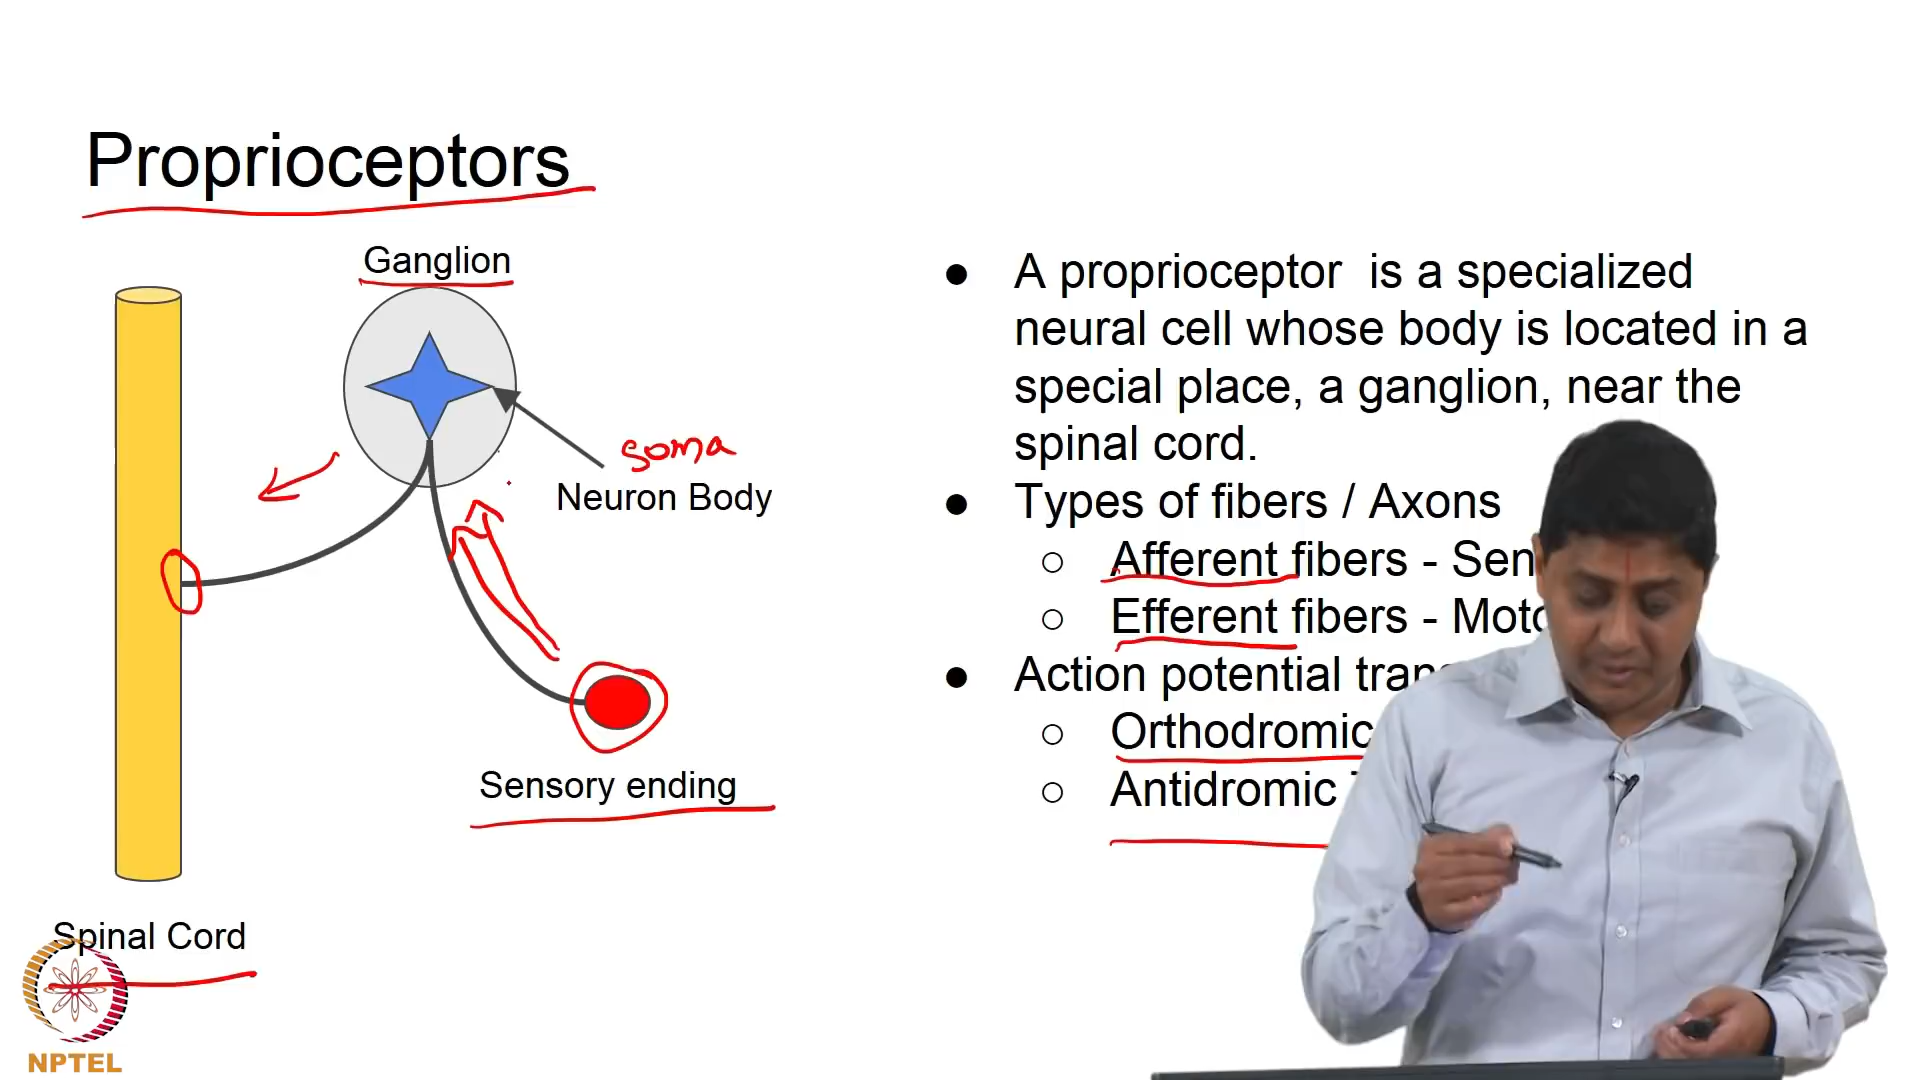 Proprioceptors
Ganglion
soma
Neuron Body
Sensory ending
Spinal Cord
NPTEL
● A proprioceptor is a specialized
neural cell whose body is located in a
special place, a ganglion, near the
spinal cord.
● Types of fibers / Axons
○ Afferent fibers - Sen
○ Efferent fibers - Moto
● Action potential tran
○ Orthodromic
○ Antidromic